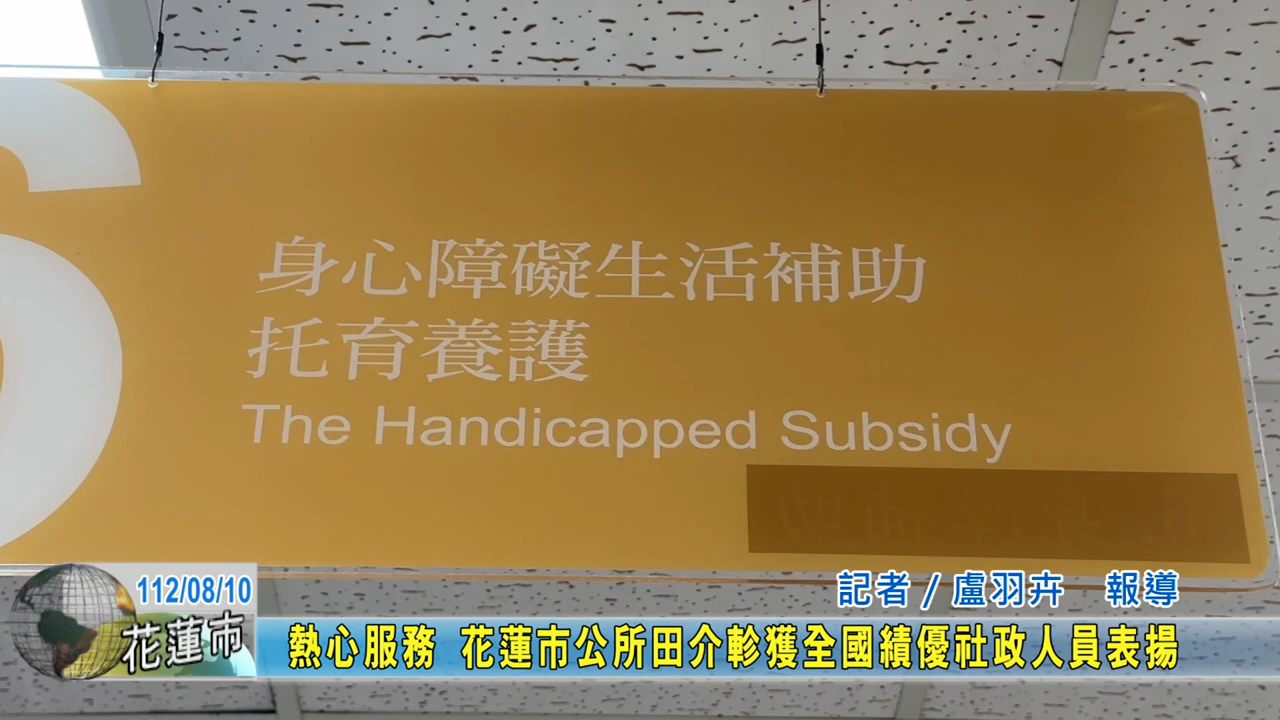 6
身心障礙生活補助
托育養護
The Handicapped Subsidy
112/08/10
花蓮市
記者/盧羽卉 報導
熱心服務 花蓮市公所田介軫獲全國績優社政人員表揚